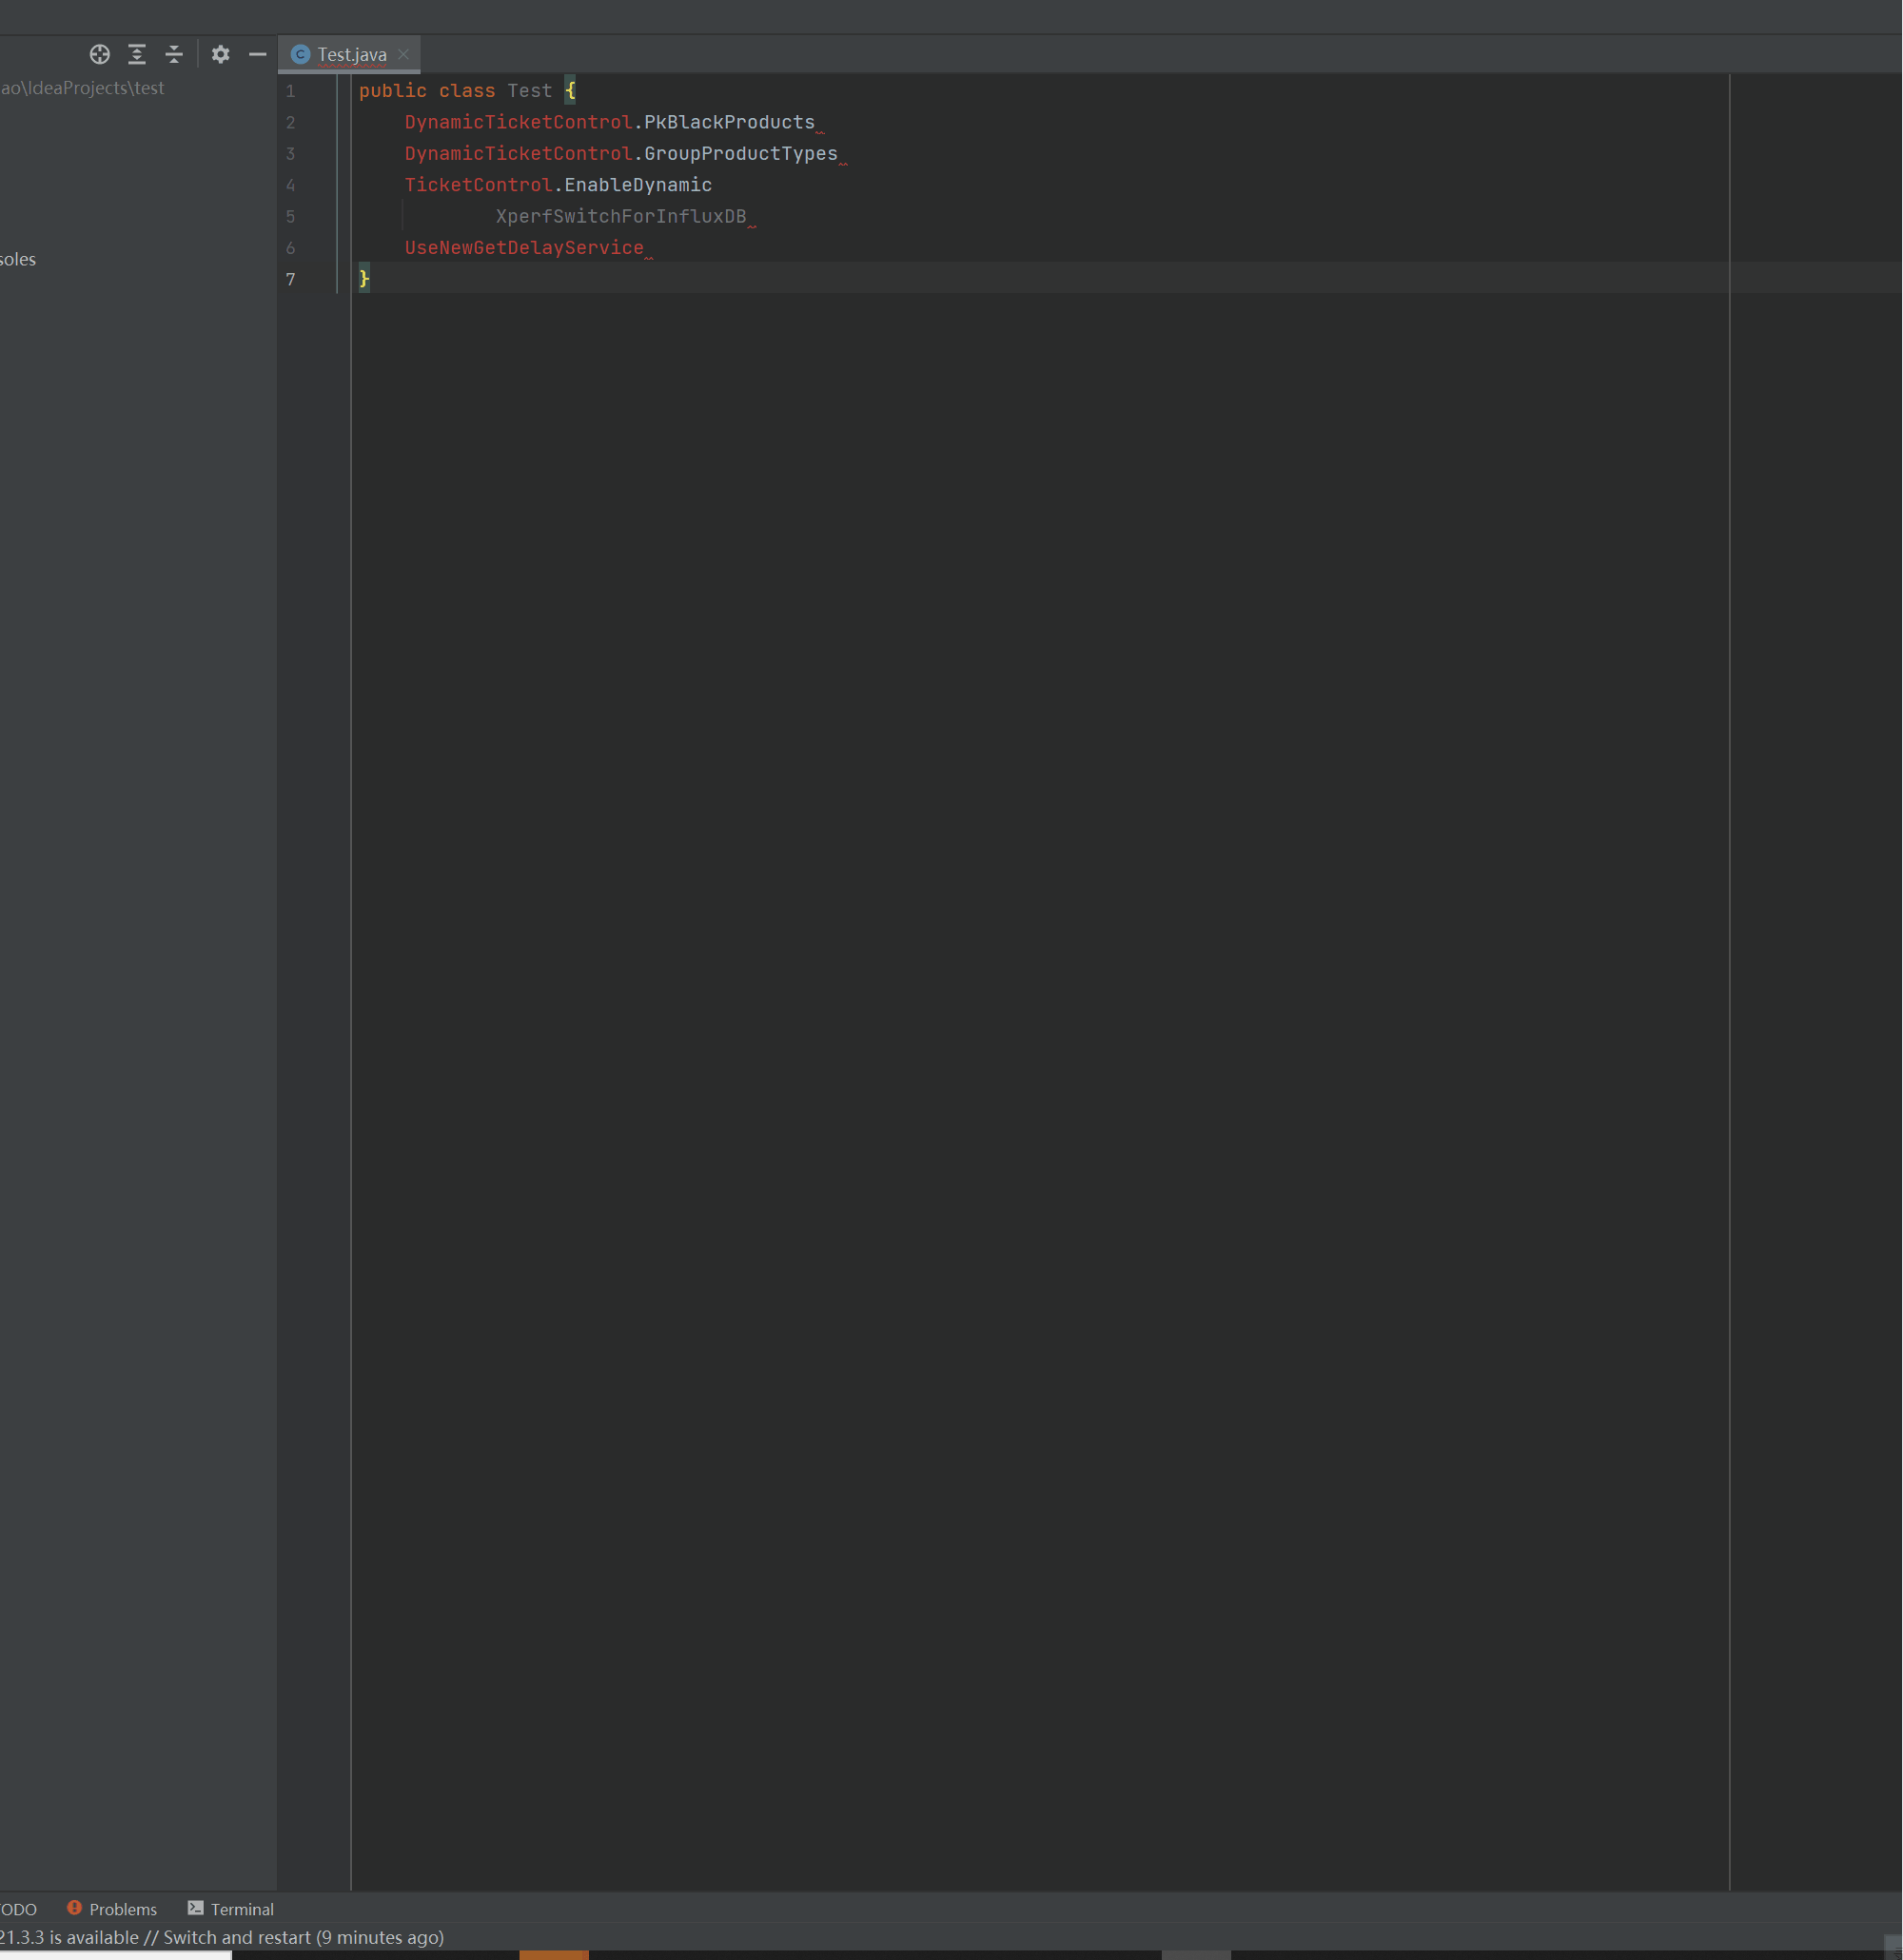 Test.java
ao\IdeaProjects\test
1 public class Test {
2 DynamicTicketControl.PkBlackProducts
3 DynamicTicketControl.GroupProductTypes
4 TicketControl.EnableDynamic
5 XperfSwitchForInfluxDB
6 UseNewGetDelayService
soles
7 }
ODO Problems Terminal
21.3.3 is available // Switch and restart (9 minutes ago)